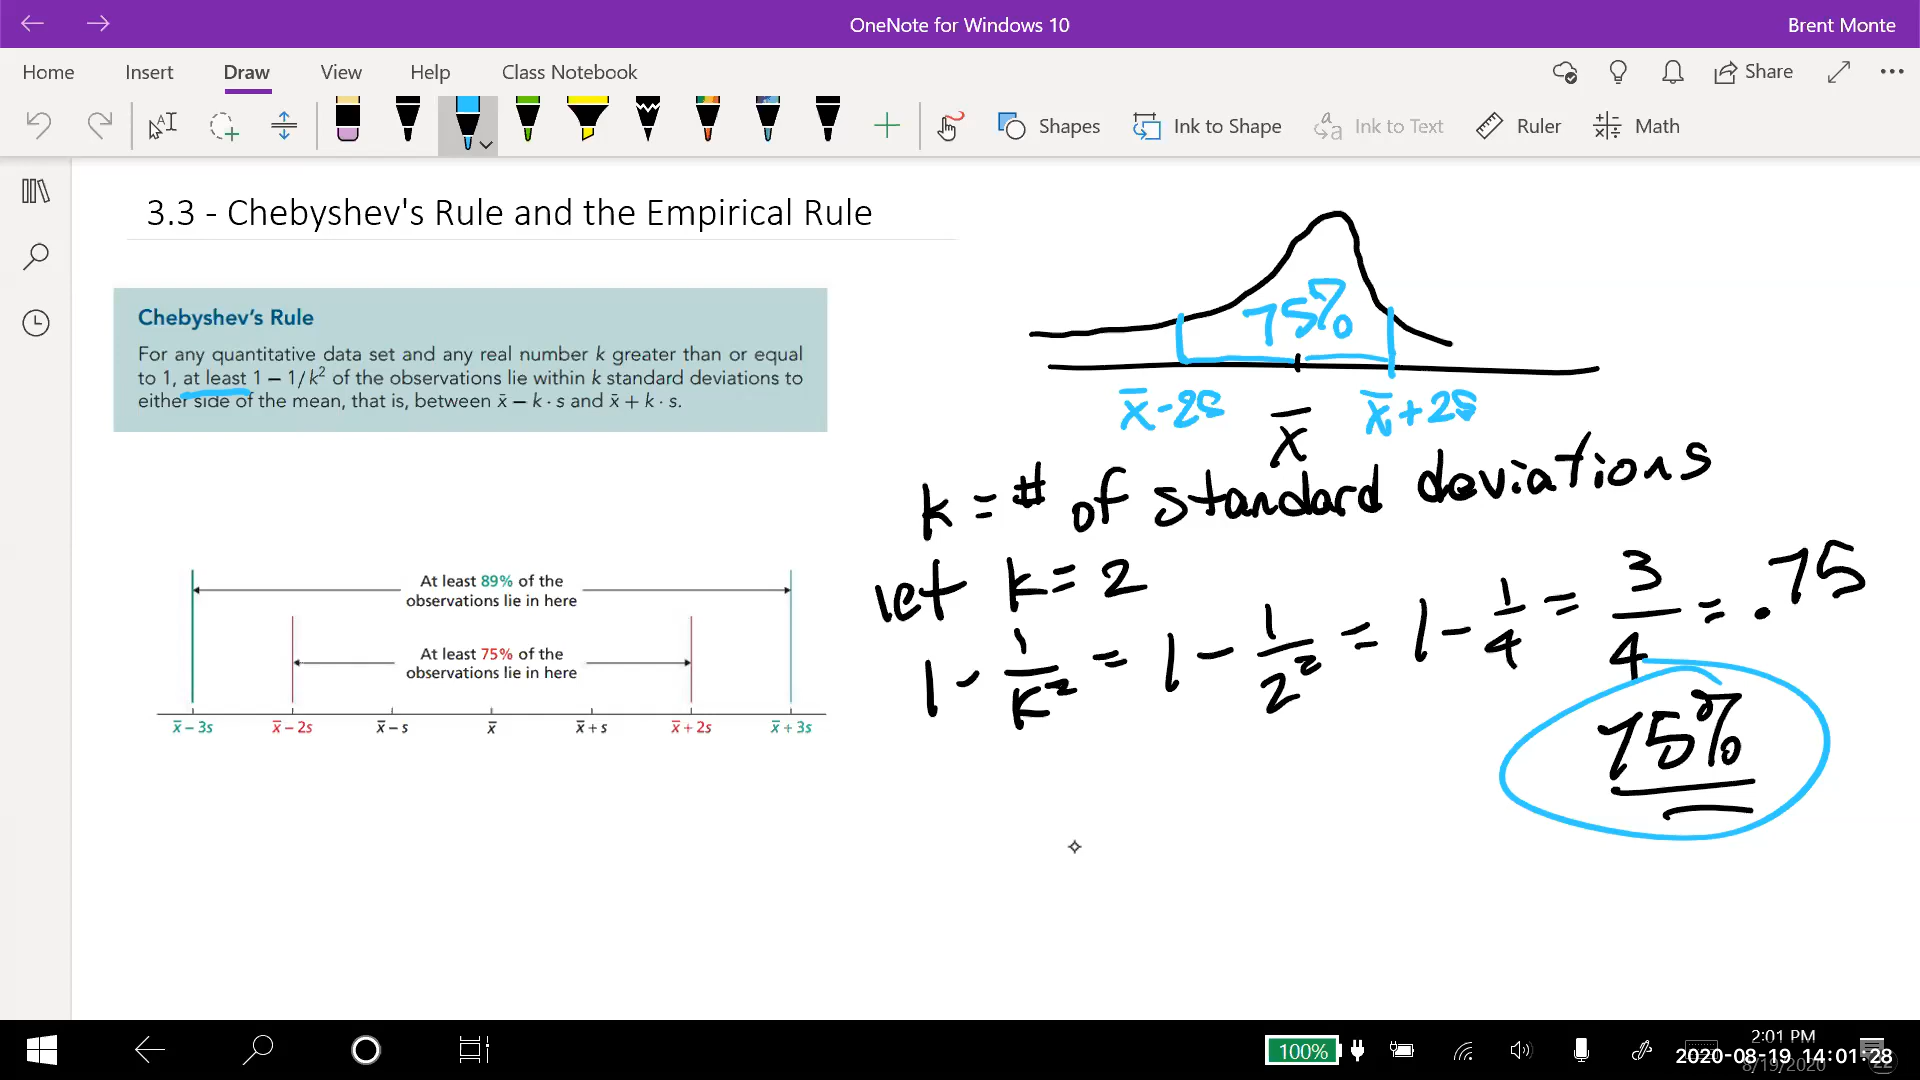 OneNote for Windows 10
Brent Monte
Home Insert Draw View Help Class Notebook
Share
Shapes Ink to Shape Ink to Text Ruler Math
3.3 - Chebyshev's Rule and the Empirical Rule
Chebyshev's Rule
For any quantitative data set and any real number k greater than or equal
to 1, at least 1 − 1/k² of the observations lie within k standard deviations to
either side of the mean, that is, between x̄ − k · s and x̄ + k · s.
At least 89% of the
observations lie in here
At least 75% of the
observations lie in here
x̄ − 3s x̄ − 2s x̄ − s x̄ x̄ + s x̄ + 2s x̄ + 3s
75%
x̄-2s x̄ x̄+2s
k = # of standard deviations
let k = 2
1 - 1/k² = 1 - 1/2² = 1 - 1/4 = 3/4 = .75
75%
100%
2:01 PM
2020-08-19 14:01:28
8/19/2020
22